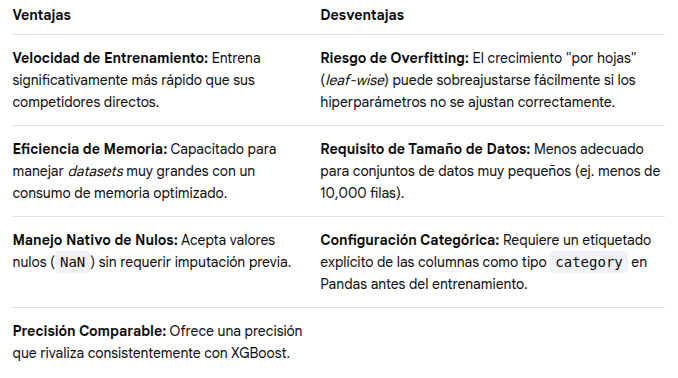 Ventajas
Desventajas
Velocidad de Entrenamiento: Entrena
significativamente más rápido que sus
competidores directos.
Riesgo de Overfitting: El crecimiento "por hojas"
(leaf-wise) puede sobreajustarse fácilmente si los
hiperparámetros no se ajustan correctamente.
Eficiencia de Memoria: Capacitado para
manejar datasets muy grandes con un
consumo de memoria optimizado.
Requisito de Tamaño de Datos: Menos adecuado
para conjuntos de datos muy pequeños (ej. menos de
10,000 filas).
Manejo Nativo de Nulos: Acepta valores
nulos ( NaN ) sin requerir imputación previa.
Configuración Categórica: Requiere un etiquetado
explícito de las columnas como tipo category en
Pandas antes del entrenamiento.
Precisión Comparable: Ofrece una precisión
que rivaliza consistentemente con XGBoost.